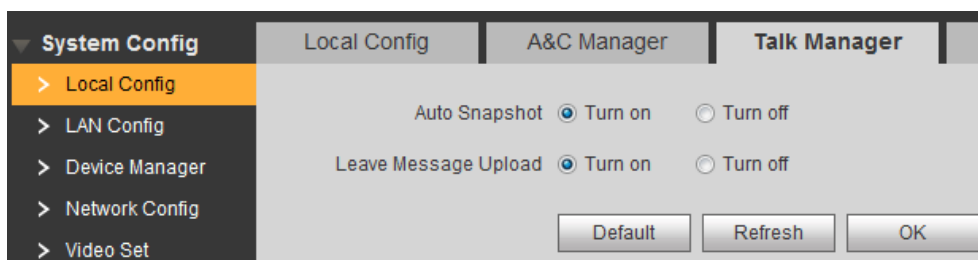 System Config
Local Config
LAN Config
Device Manager
Network Config
Video Set
Local Config A&C Manager Talk Manager
Auto Snapshot Turn on Turn off
Leave Message Upload Turn on Turn off
Default Refresh OK